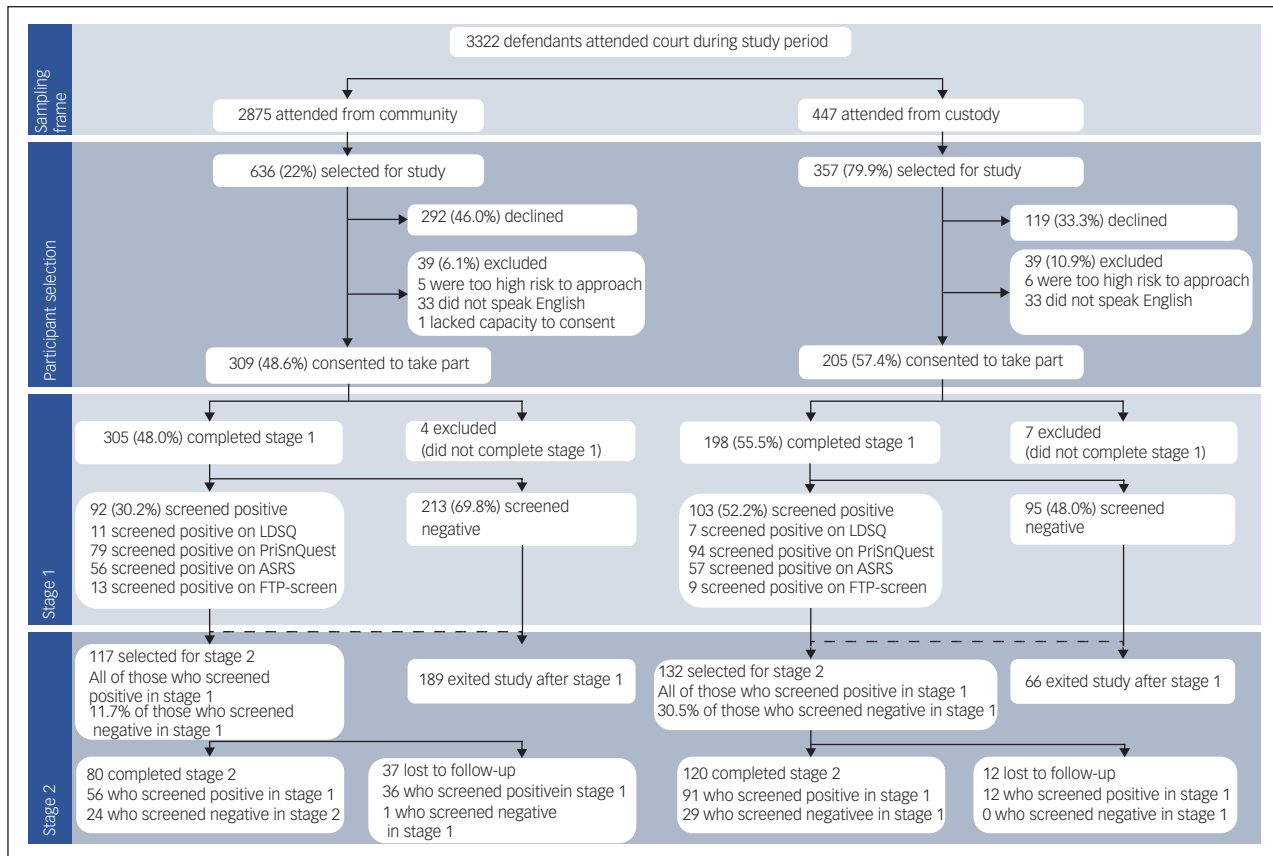 Sampling
frame
3322 defendants attended court during study period
2875 attended from community
447 attended from custody
Participant selection
636 (22%) selected for study
357 (79.9%) selected for study
292 (46.0%) declined
119 (33.3%) declined
39 (6.1%) excluded
5 were too high risk to approach
33 did not speak English
1 lacked capacity to consent
39 (10.9%) excluded
6 were too high risk to approach
33 did not speak English
309 (48.6%) consented to take part
205 (57.4%) consented to take part
Stage 1
305 (48.0%) completed stage 1
4 excluded
(did not complete stage 1)
198 (55.5%) completed stage 1
7 excluded
(did not complete stage 1)
92 (30.2%) screened positive
11 screened positive on LDSQ
79 screened positive on PriSnQuest
56 screened positive on ASRS
13 screened positive on FTP-screen
213 (69.8%) screened
negative
103 (52.2%) screened positive
7 screened positive on LDSQ
94 screened positive on PriSnQuest
57 screened positive on ASRS
9 screened positive on FTP-screen
95 (48.0%) screened
negative
Stage 2
117 selected for stage 2
All of those who screened
positive in stage 1
11.7% of those who screened
negative in stage 1
189 exited study after stage 1
132 selected for stage 2
All of those who screened positive in stage 1
30.5% of those who screened negative in stage 1
66 exited study after stage 1
80 completed stage 2
56 who screened positive in stage 1
24 who screened negative in stage 2
37 lost to follow-up
36 who screened positivein stage 1
1 who screened negative
in stage 1
120 completed stage 2
91 who screened positive in stage 1
29 who screened negativee in stage 1
12 lost to follow-up
12 who screened positive in stage 1
0 who screened negative in stage 1